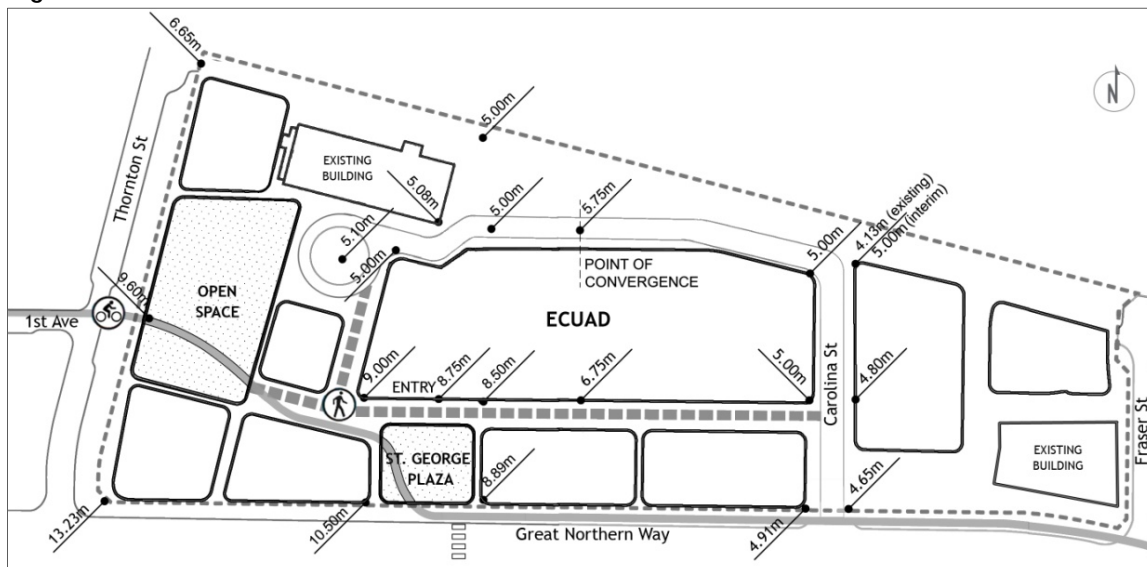 6.65m
N
5.00m
Thornton St
EXISTING
BUILDING
5.08m
5.10m
5.00m
5.75m
4.13m (existing)
5.00m (interim)
5.00m
5.00m
POINT OF
CONVERGENCE
9.60m
OPEN
SPACE
1st Ave
ECUAD
9.00m
ENTRY
8.75m
8.50m
6.75m
5.00m
Carolina St
4.80m
Fraser St
EXISTING
BUILDING
ST. GEORGE
PLAZA
8.89m
4.65m
13.23m
10.50m
4.91m
Great Northern Way